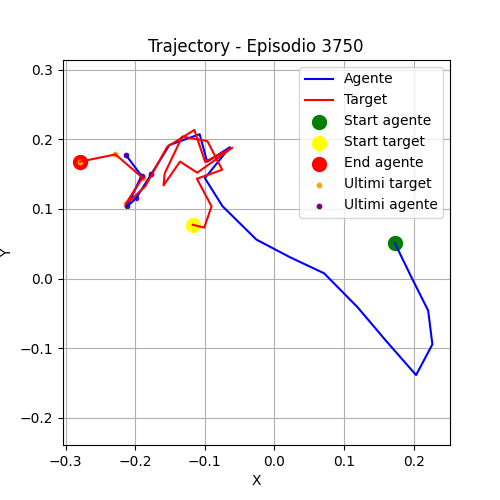 Trajectory - Episodio 3750
Agente
Target
Start agente
Start target
End agente
Ultimi target
Ultimi agente
Y
0.3
0.2
0.1
0.0
−0.1
−0.2
−0.3
−0.2
−0.1
0.0
0.1
0.2
X